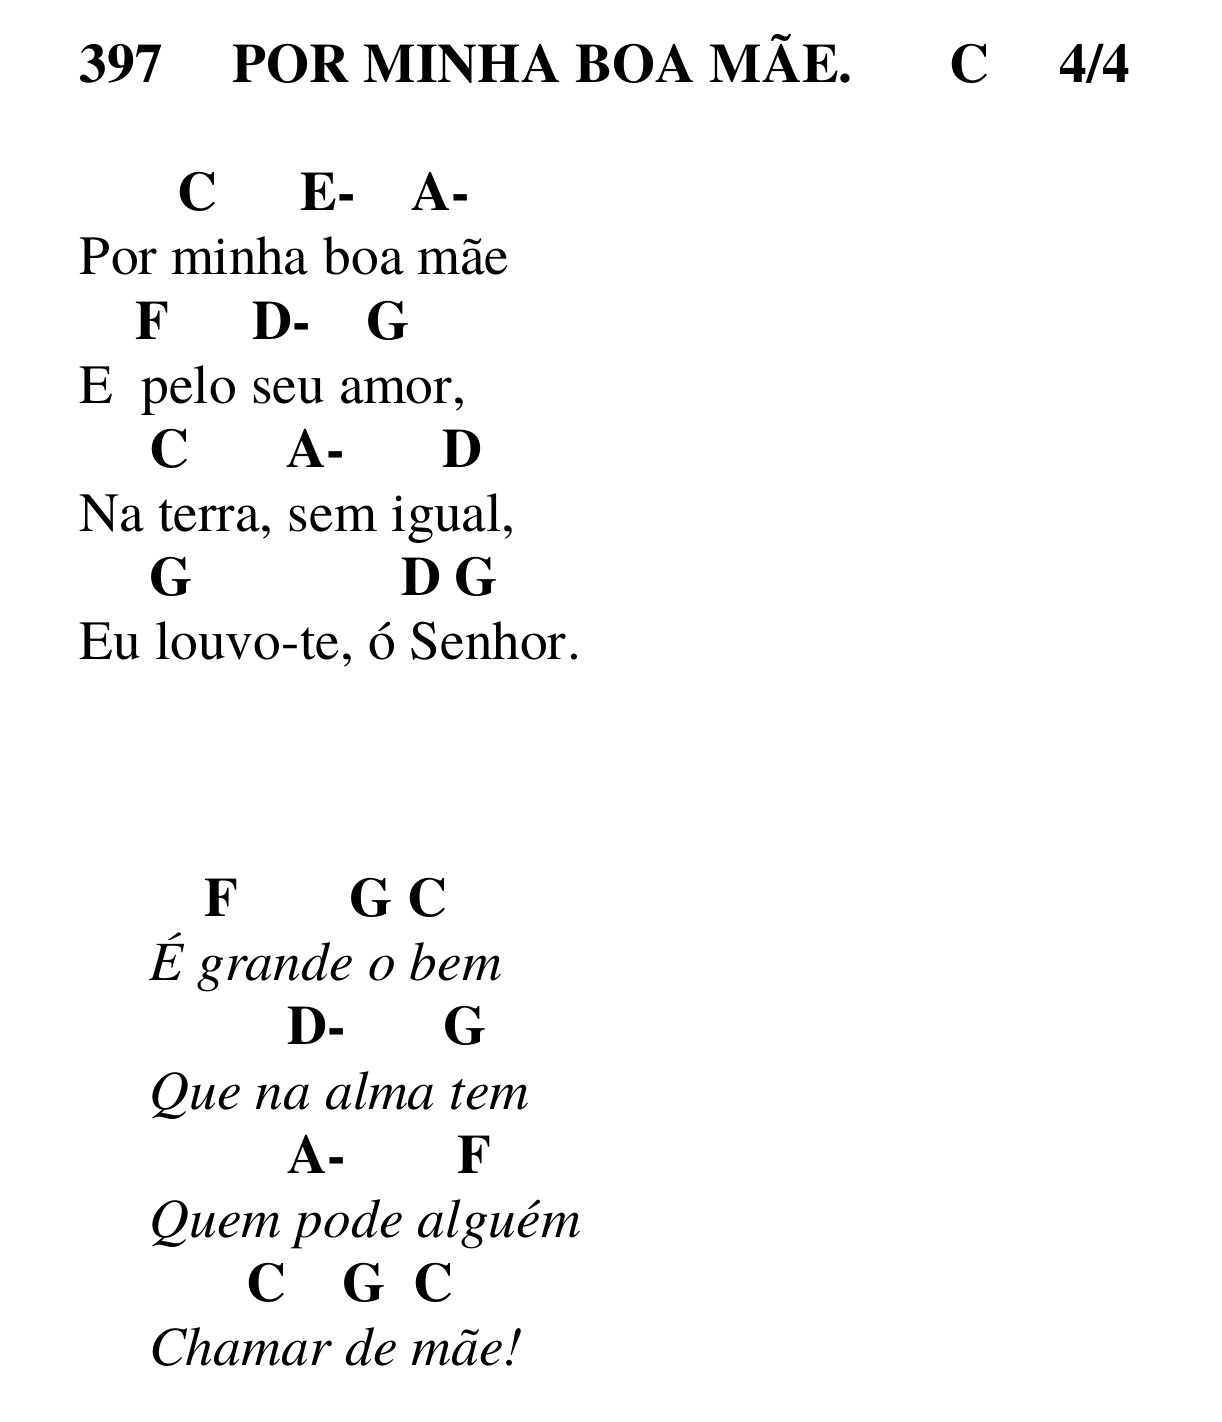 397 POR MINHA BOA MÃE. C 4/4
C E- A-
Por minha boa mãe
F D- G
E pelo seu amor,
C A- D
Na terra, sem igual,
G D G
Eu louvo-te, ó Senhor.
F G C
É grande o bem
D- G
Que na alma tem
A- F
Quem pode alguém
C G C
Chamar de mãe!